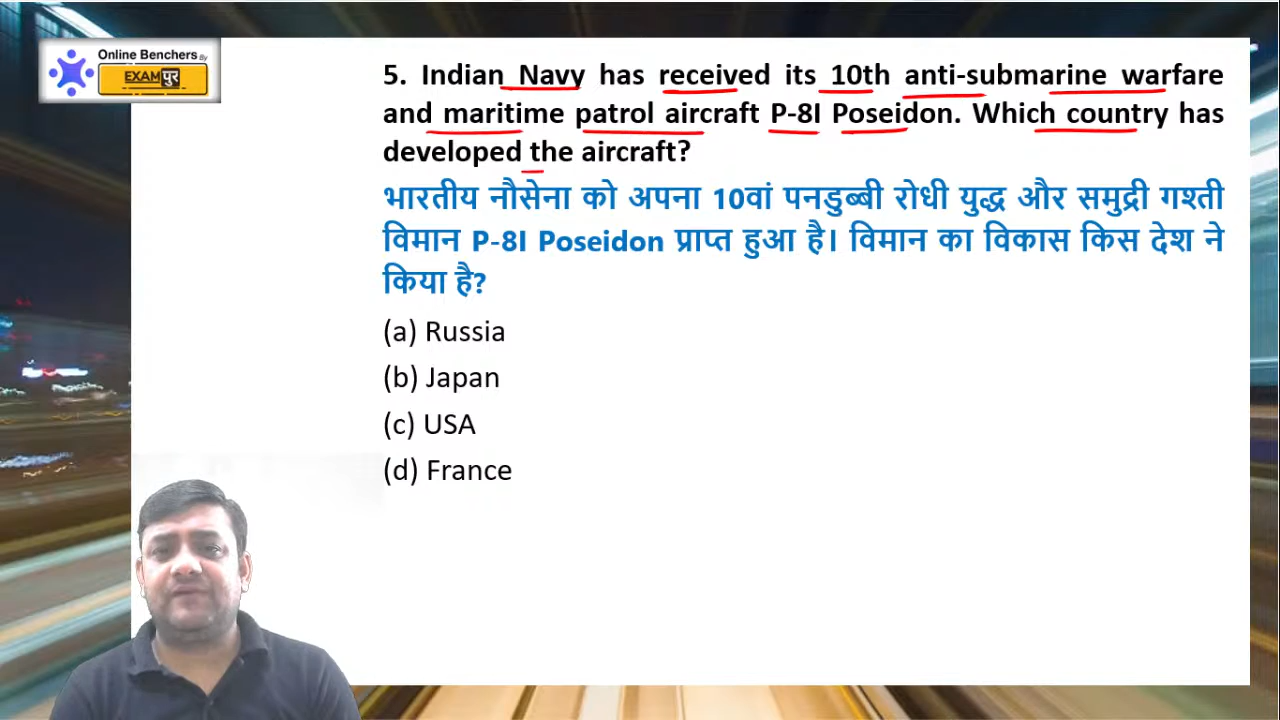 Online Benchers By
EXAMपुर
5. Indian Navy has received its 10th anti-submarine warfare
and maritime patrol aircraft P-8I Poseidon. Which country has
developed the aircraft?
भारतीय नौसेना को अपना 10वां पनडुब्बी रोधी युद्ध और समुद्री गश्ती
विमान P-8I Poseidon प्राप्त हुआ है। विमान का विकास किस देश ने
किया है?
(a) Russia
(b) Japan
(c) USA
(d) France